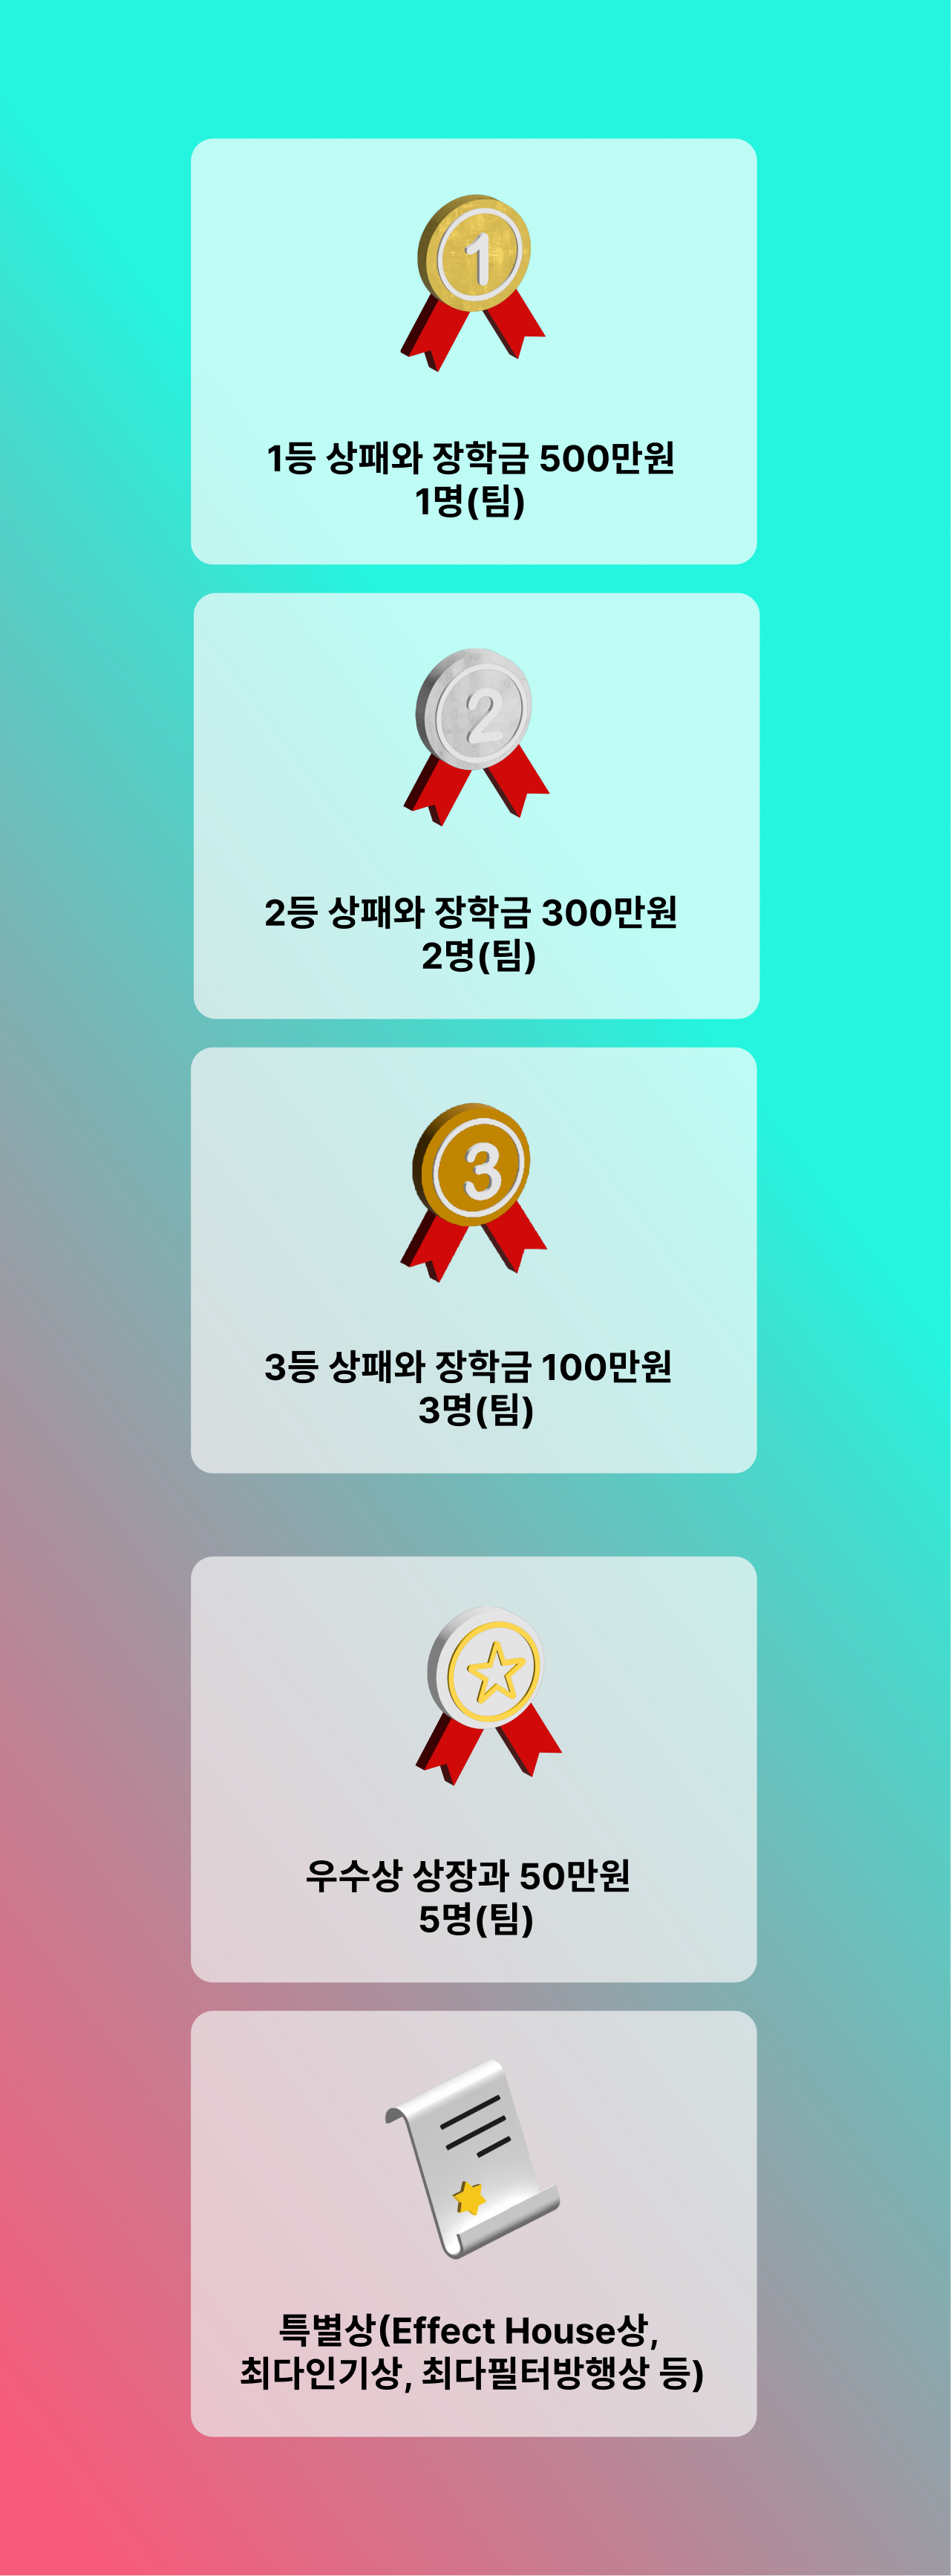 1
1등 상패와 장학금 500만원
1명(팀)
2
2등 상패와 장학금 300만원
2명(팀)
3
3등 상패와 장학금 100만원
3명(팀)
우수상 상장과 50만원
5명(팀)
특별상(Effect House상,
최다인기상, 최다필터방행상 등)